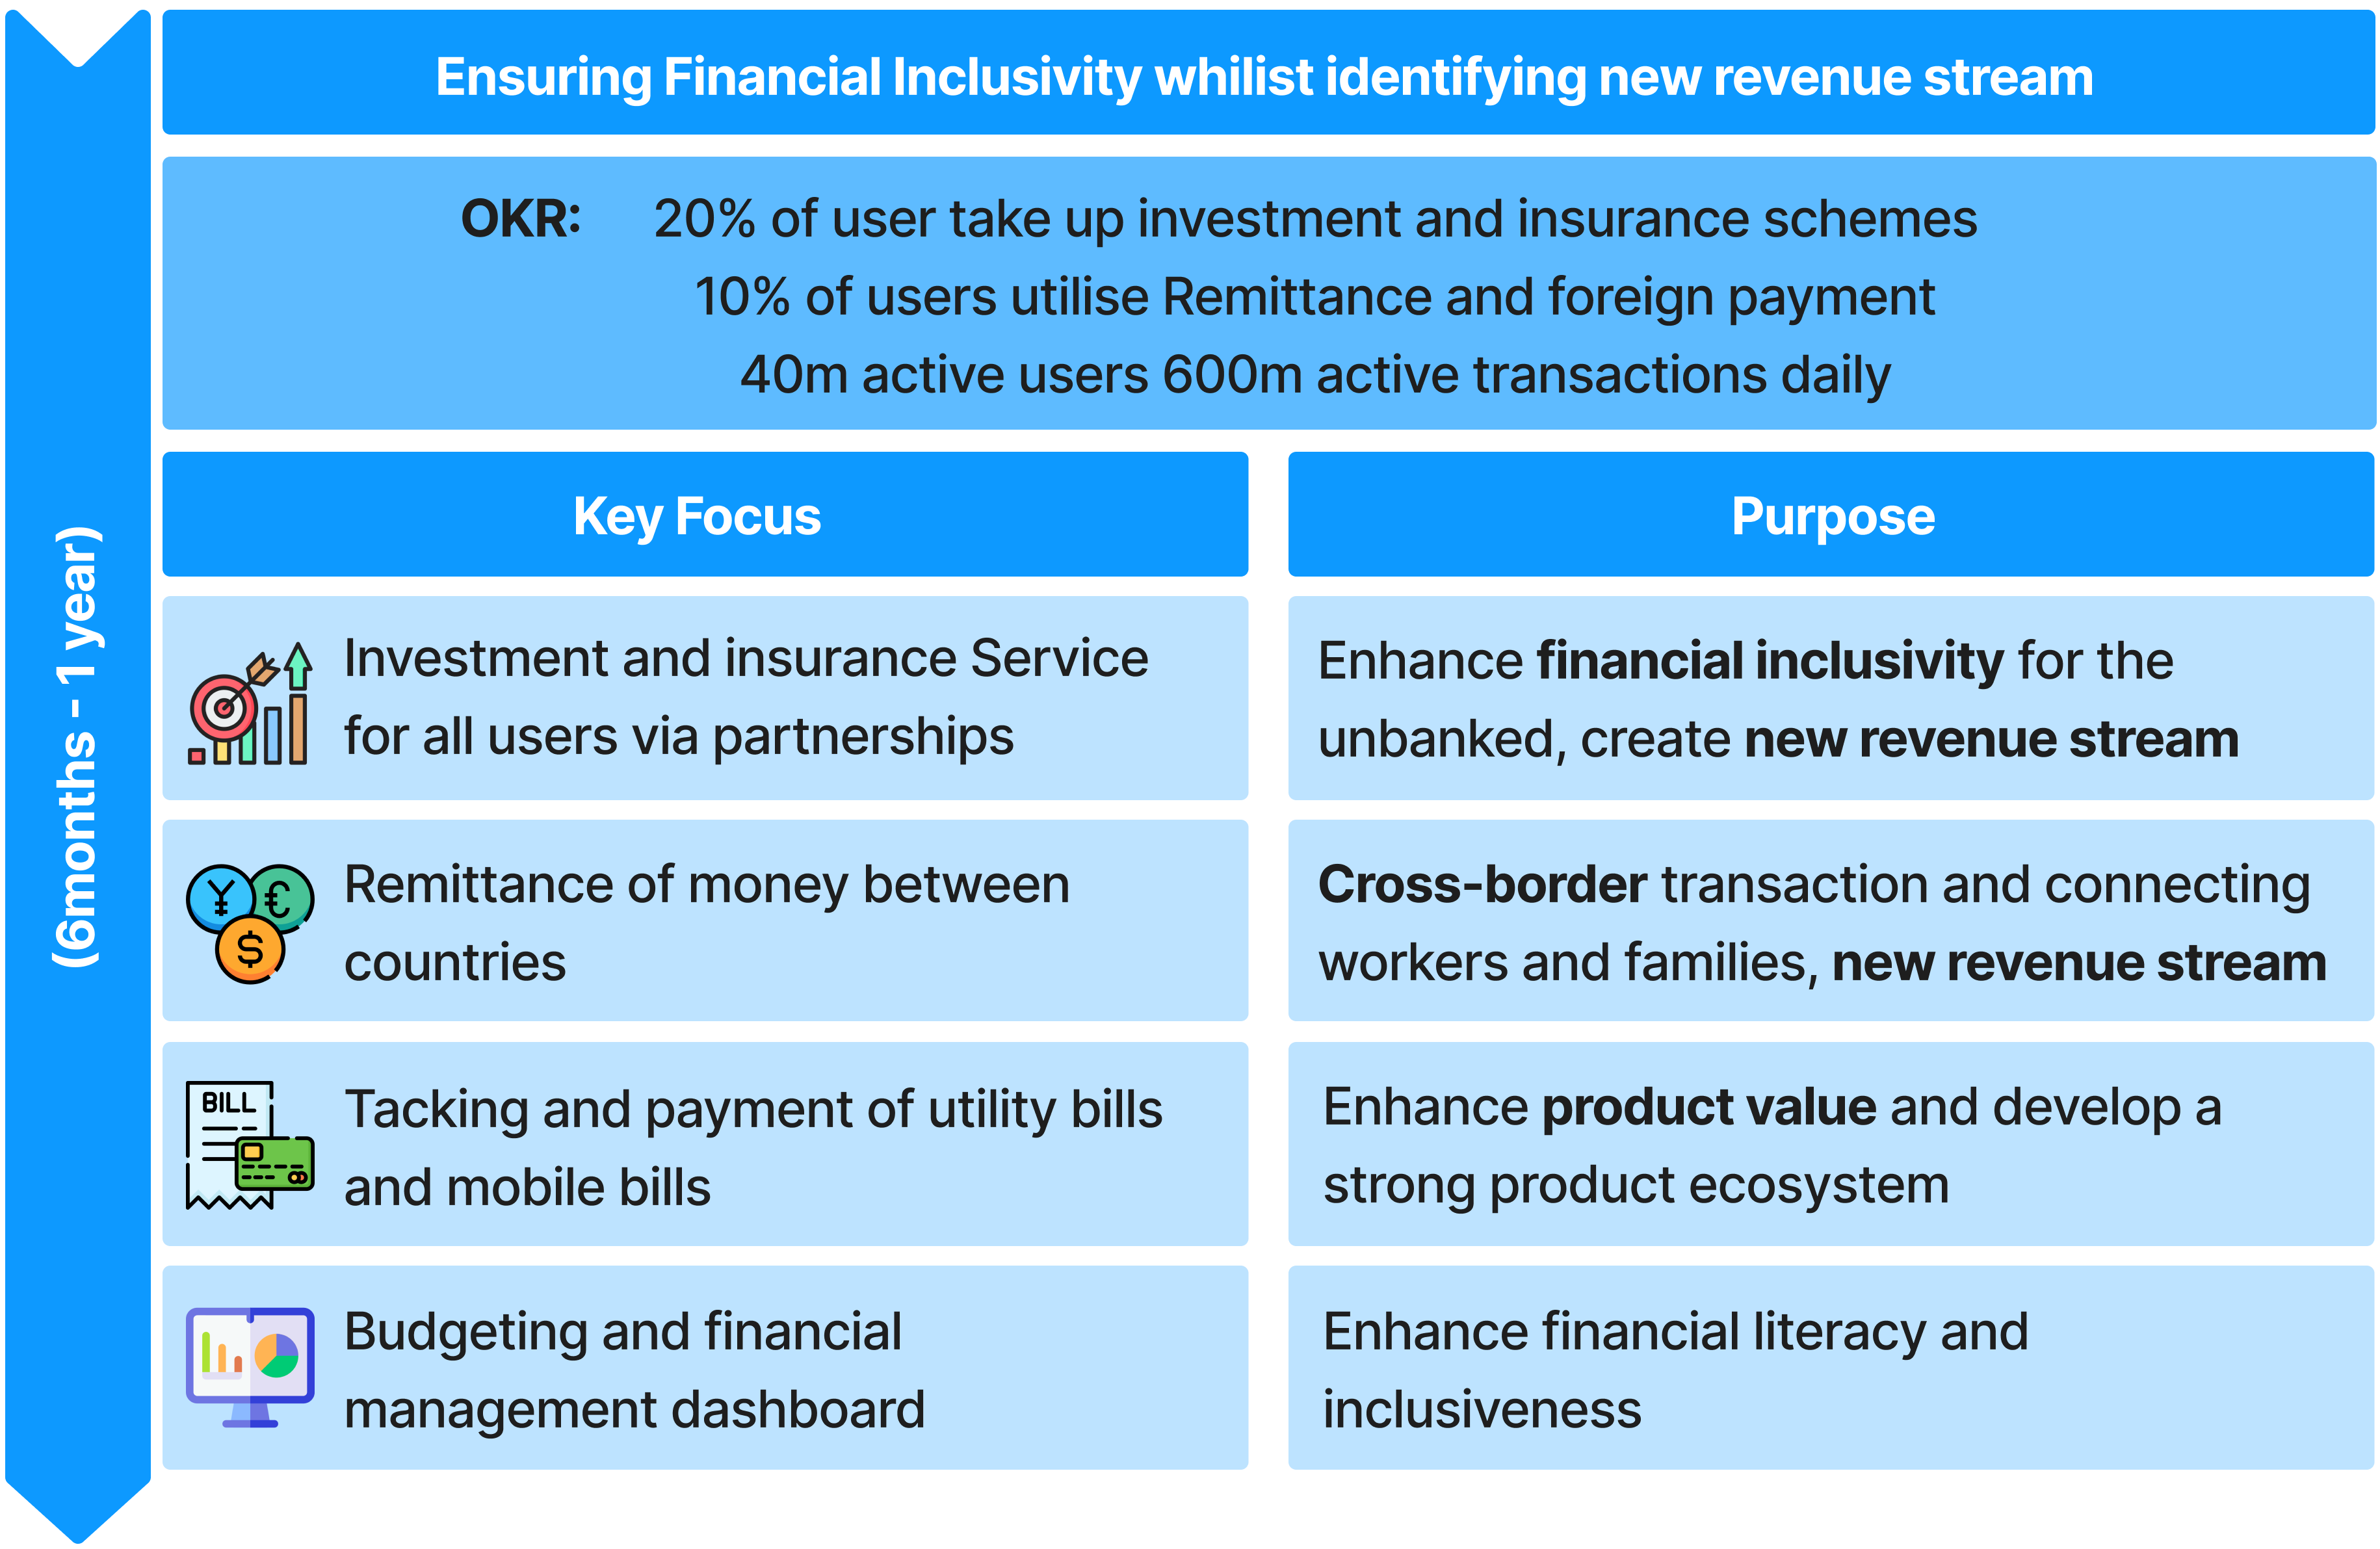 Ensuring Financial Inclusivity whilist identifying new revenue stream
OKR: 20% of user take up investment and insurance schemes
10% of users utilise Remittance and foreign payment
40m active users 600m active transactions daily
(6months - 1 year)
Key Focus
Purpose
Investment and insurance Service
for all users via partnerships
Enhance financial inclusivity for the
unbanked, create new revenue stream
Remittance of money between
countries
Cross-border transaction and connecting
workers and families, new revenue stream
BILL
Tacking and payment of utility bills
and mobile bills
Enhance product value and develop a
strong product ecosystem
Budgeting and financial
management dashboard
Enhance financial literacy and
inclusiveness